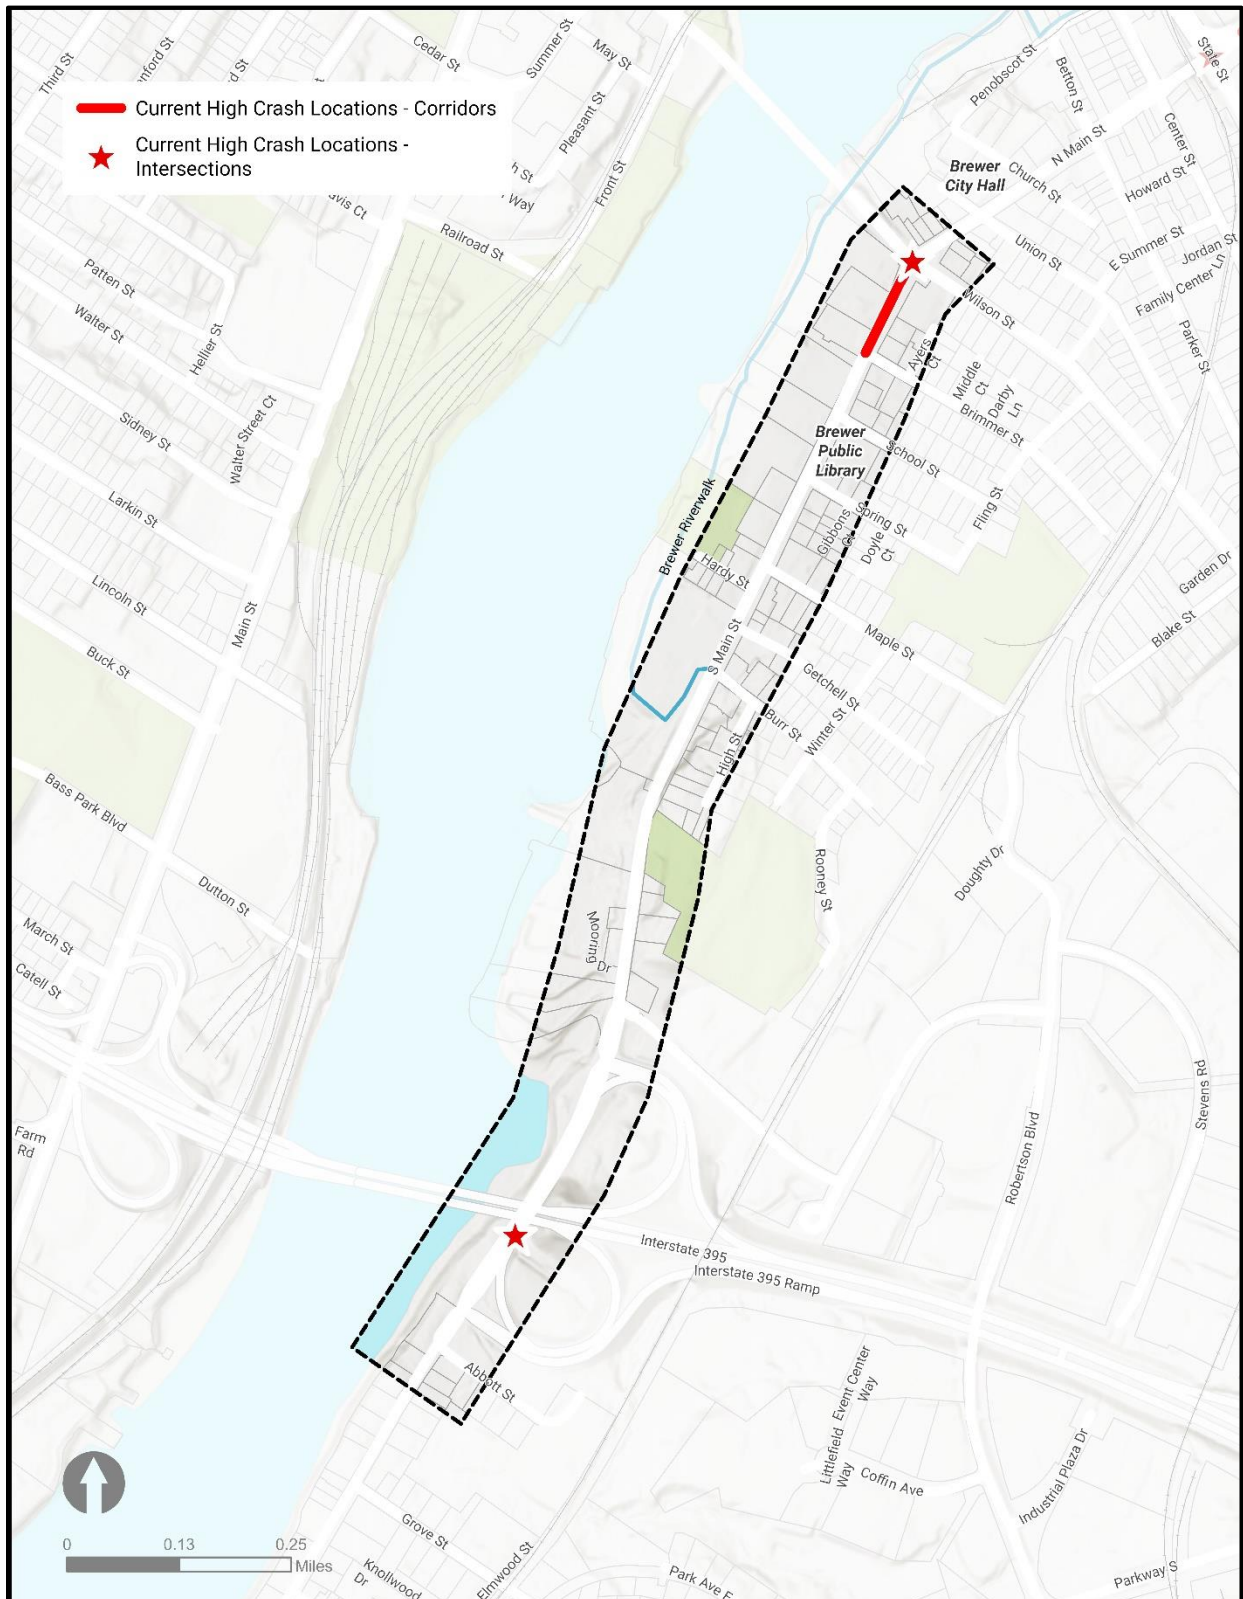 Third St
Cedar St
Summer St
May St
Pleasant St
Front St
Penobscot St
Betton St
State St
N Main St
Center St
Current High Crash Locations - Corridors
Current High Crash Locations -
Intersections
Way
Railroad St
Brewer
City Hall
Church St
Howard St
Union St
E Summer St
Jordan St
Family Center Ln
Parker St
Patten St
Walter St
Hellier St
Wilson St
Ayers
Ct
Middle
Ct
Darby
Ln
Brimmer St
Sidney St
Walter Street Ct
Brewer
Public
Library
School St
Larkin St
Spring St
Fling St
Gibbons
Doyle
Ct
Brewer Riverwalk
Hardy St
Garden Dr
Blake St
Lincoln St
Main St
Buck St
S Main St
Maple St
Getchell St
Winter St
Burr St
High St
Bass Park Blvd
Dutton St
Rooney St
Doughty Dr
March St
Catell St
Mooring
Dr
Stevens Rd
Robertson Blvd
Farm
Rd
Interstate 395
Interstate 395 Ramp
Abbott St
Littlefield Event Center
Way
Way
Coffin Ave
Industrial Plaza Dr
Grove St
Knollwood
Dr
Elmwood St
Park Ave
Parkway S
0 0.13 0.25
Miles